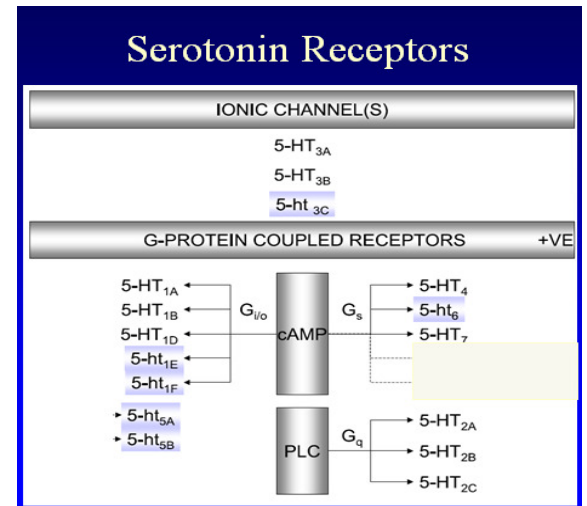 Serotonin Receptors
IONIC CHANNEL(S)
5-HT3A
5-HT3B
5-ht 3C
G-PROTEIN COUPLED RECEPTORS +VE
5-HT1A
5-HT1B
5-HT1D
5-ht1E
5-ht1F
5-ht5A
5-ht5B
Gi/o
cAMP
Gs
5-HT4
5-ht6
5-HT7
PLC
Gq
5-HT2A
5-HT2B
5-HT2C